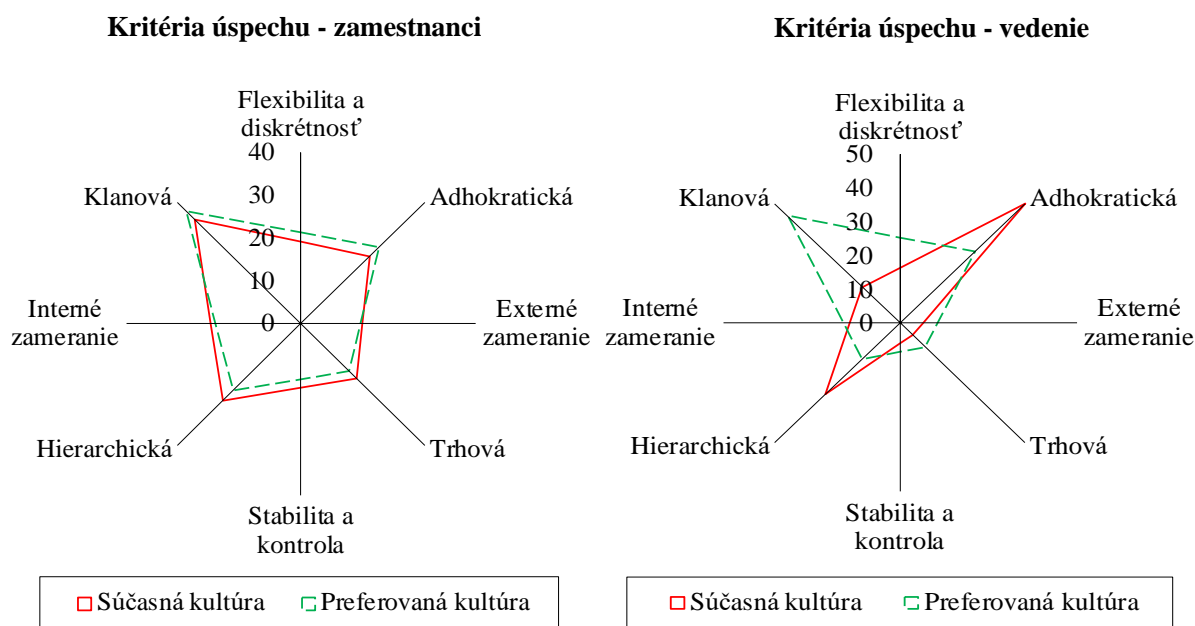 Kritéria úspechu - zamestnanci
Flexibilita a
diskrétnosť
40
30
20
10
0
Klanová
Adhokratická
Interné
zameranie
Externé
zameranie
Hierarchická
Trhová
Stabilita a
kontrola
Súčasná kultúra
Preferovaná kultúra
Kritéria úspechu - vedenie
Flexibilita a
diskrétnosť
50
40
30
20
10
0
Klanová
Adhokratická
Interné
zameranie
Externé
zameranie
Hierarchická
Trhová
Stabilita a
kontrola
Súčasná kultúra
Preferovaná kultúra